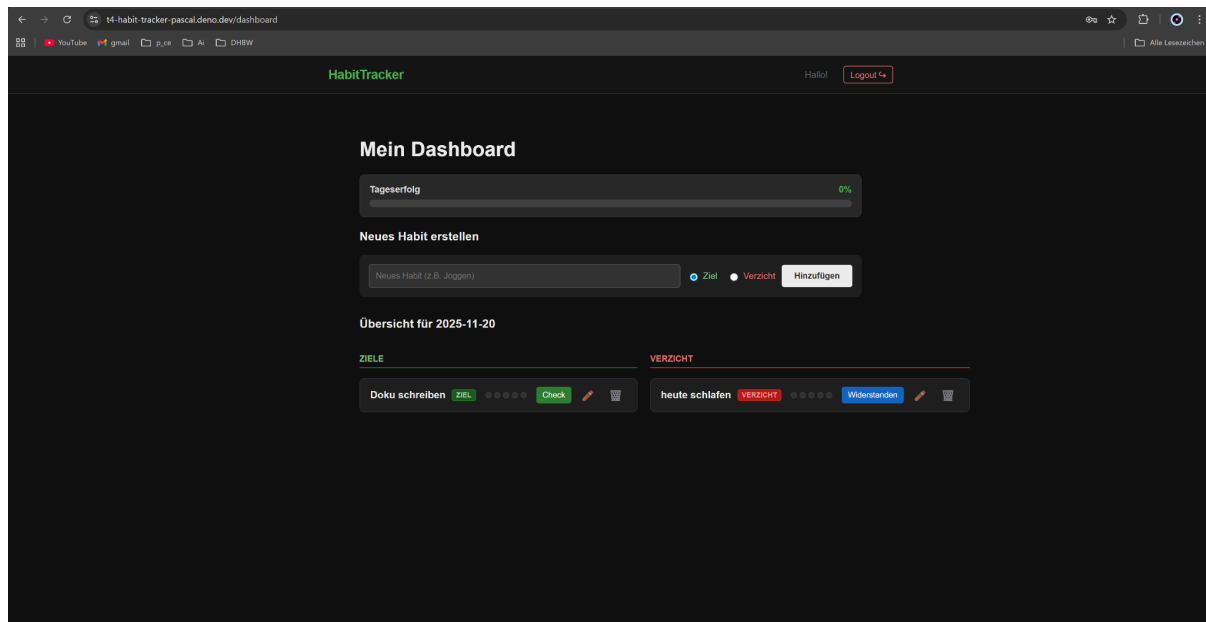 t4-habit-tracker-pascal.deno.dev/dashboard
YouTube gmail p_ce Ai DHBW Alle Lesezeichen
HabitTracker Hallo! Logout
Mein Dashboard
Tageserfolg 0%
Neues Habit erstellen
Neues Habit (z.B. Joggen) Ziel Verzicht Hinzufügen
Übersicht für 2025-11-20
ZIELE VERZICHT
Doku schreiben ZIEL Check heute schlafen VERZICHT Widerstanden